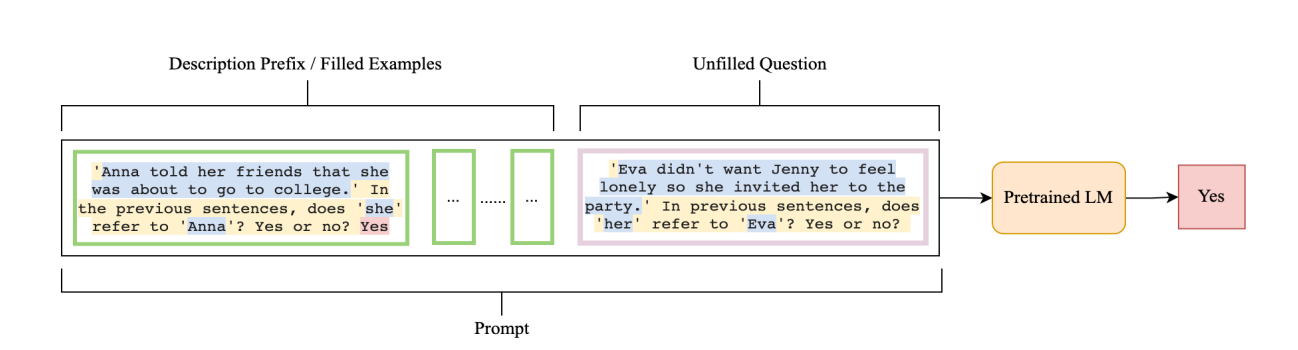 Description Prefix / Filled Examples
Unfilled Question
'Anna told her friends that she
was about to go to college.' In
the previous sentences, does 'she'
refer to 'Anna'? Yes or no? Yes
...
......
...
'Eva didn't want Jenny to feel
lonely so she invited her to the
party.' In previous sentences, does
'her' refer to 'Eva'? Yes or no?
Pretrained LM
Yes
Prompt